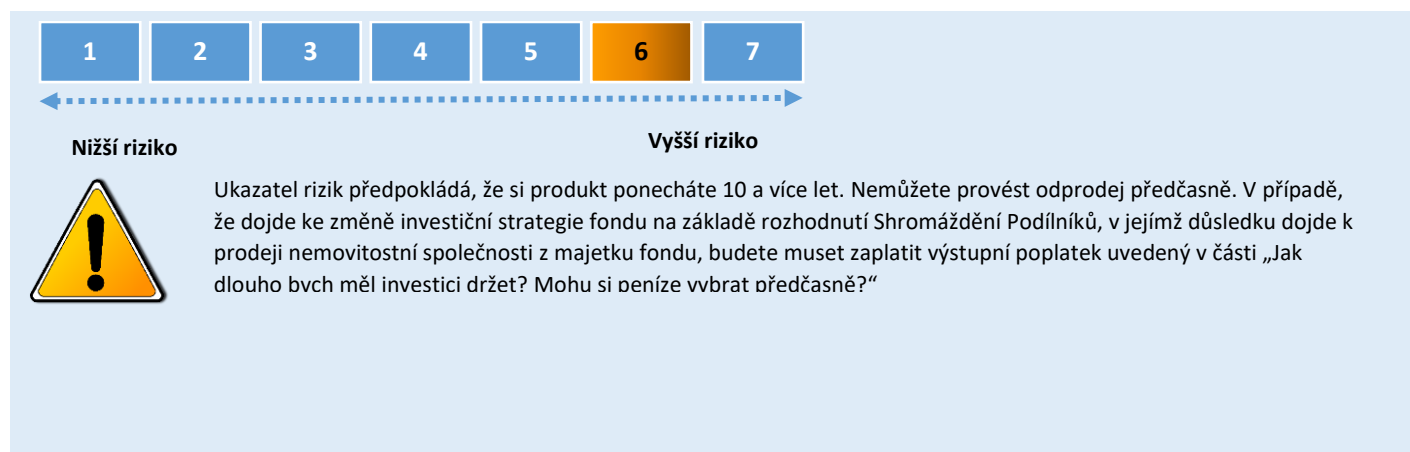 1 2 3 4 5 6 7
Nižší riziko Vyšší riziko
Ukazatel rizik předpokládá, že si produkt ponecháte 10 a více let. Nemůžete provést odprodej předčasně. V případě,
že dojde ke změně investiční strategie fondu na základě rozhodnutí Shromáždění Podílníků, v jejímž důsledku dojde k
prodeji nemovitostní společnosti z majetku fondu, budete muset zaplatit výstupní poplatek uvedený v části „Jak
dlouho bych měl investici držet? Mohu si peníze vybrat předčasně?“